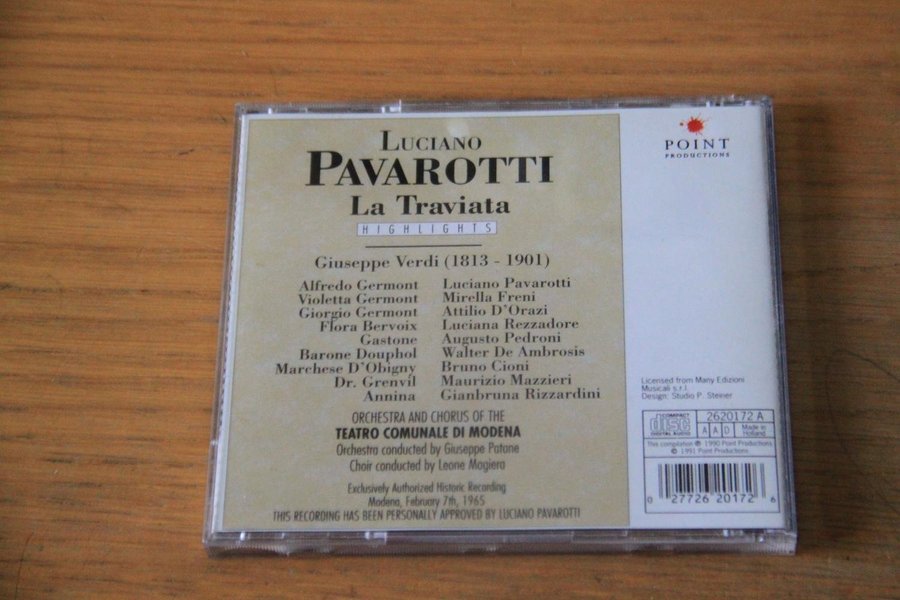 LUCIANO
PAVAROTTI
La Traviata
HIGHLIGHTS
Giuseppe Verdi (1813 - 1901)
Alfredo Germont Luciano Pavarotti
Violetta Germont Mirella Freni
Giorgio Germont Attilio D'Orazi
Flora Bervoix Luciana Rezzadore
Gastone Augusto Pedroni
Barone Douphol Walter De Ambrosis
Marchese D'Obigny Bruno Cioni
Dr. Grenvil Maurizio Mazzieri
Annina Gianbruna Rizzardini
ORCHESTRA AND CHORUS OF THE
TEATRO COMUNALE DI MODENA
Orchestra conducted by Giuseppe Patane
Choir conducted by Leone Magiera
Exclusively Authorized Historic Recording
Modena, February 7th, 1965
THIS RECORDING HAS BEEN PERSONALLY APPROVED BY LUCIANO PAVAROTTI
POINT
PRODUCTIONS
Licensed from Many Edizioni
Musicali s.r.l.
Design: Studio P. Steiner
COMPACT
disc
DIGITAL AUDIO
2620172 A
AAD
Made in
Holland
This compilation ℗ 1990 Point Productions
© 1991 Point Productions
0 27726 20172 6